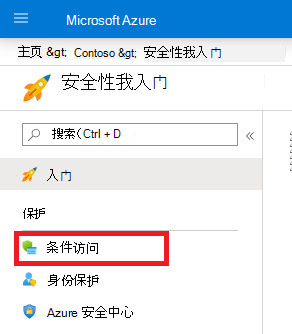 Microsoft Azure
主页 &gt; Contoso &gt; 安全性我入门
安全性我入门
搜索（Ctrl + D
入门
保护
条件访问
身份保护
Azure 安全中心